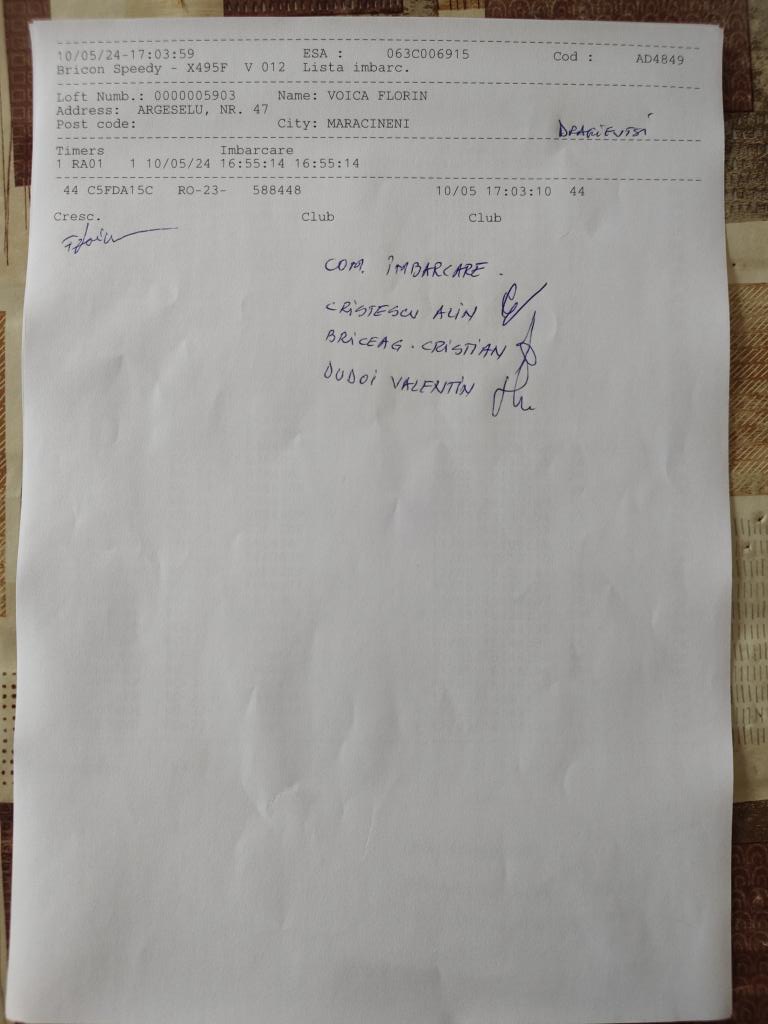 10/05/24-17:03:59 ESA : 063C006915 Cod : AD4849
Bricon Speedy - X495F V 012 Lista imbarc.
Loft Numb.: 0000005903 Name: VOICA FLORIN
Address: ARGESELU, NR. 47
Post code: City: MARACINENI
Timers Imbarcare
1 RA01 1 10/05/24 16:55:14 16:55:14
44 C5FDA15C RO-23- 588448 10/05 17:03:10 44
Cresc. Club Club
COM. ÎMBARCARE.
CRISTESCU ALIN
BRICEAG. CRISTIAN
DUDOI VALENTIN